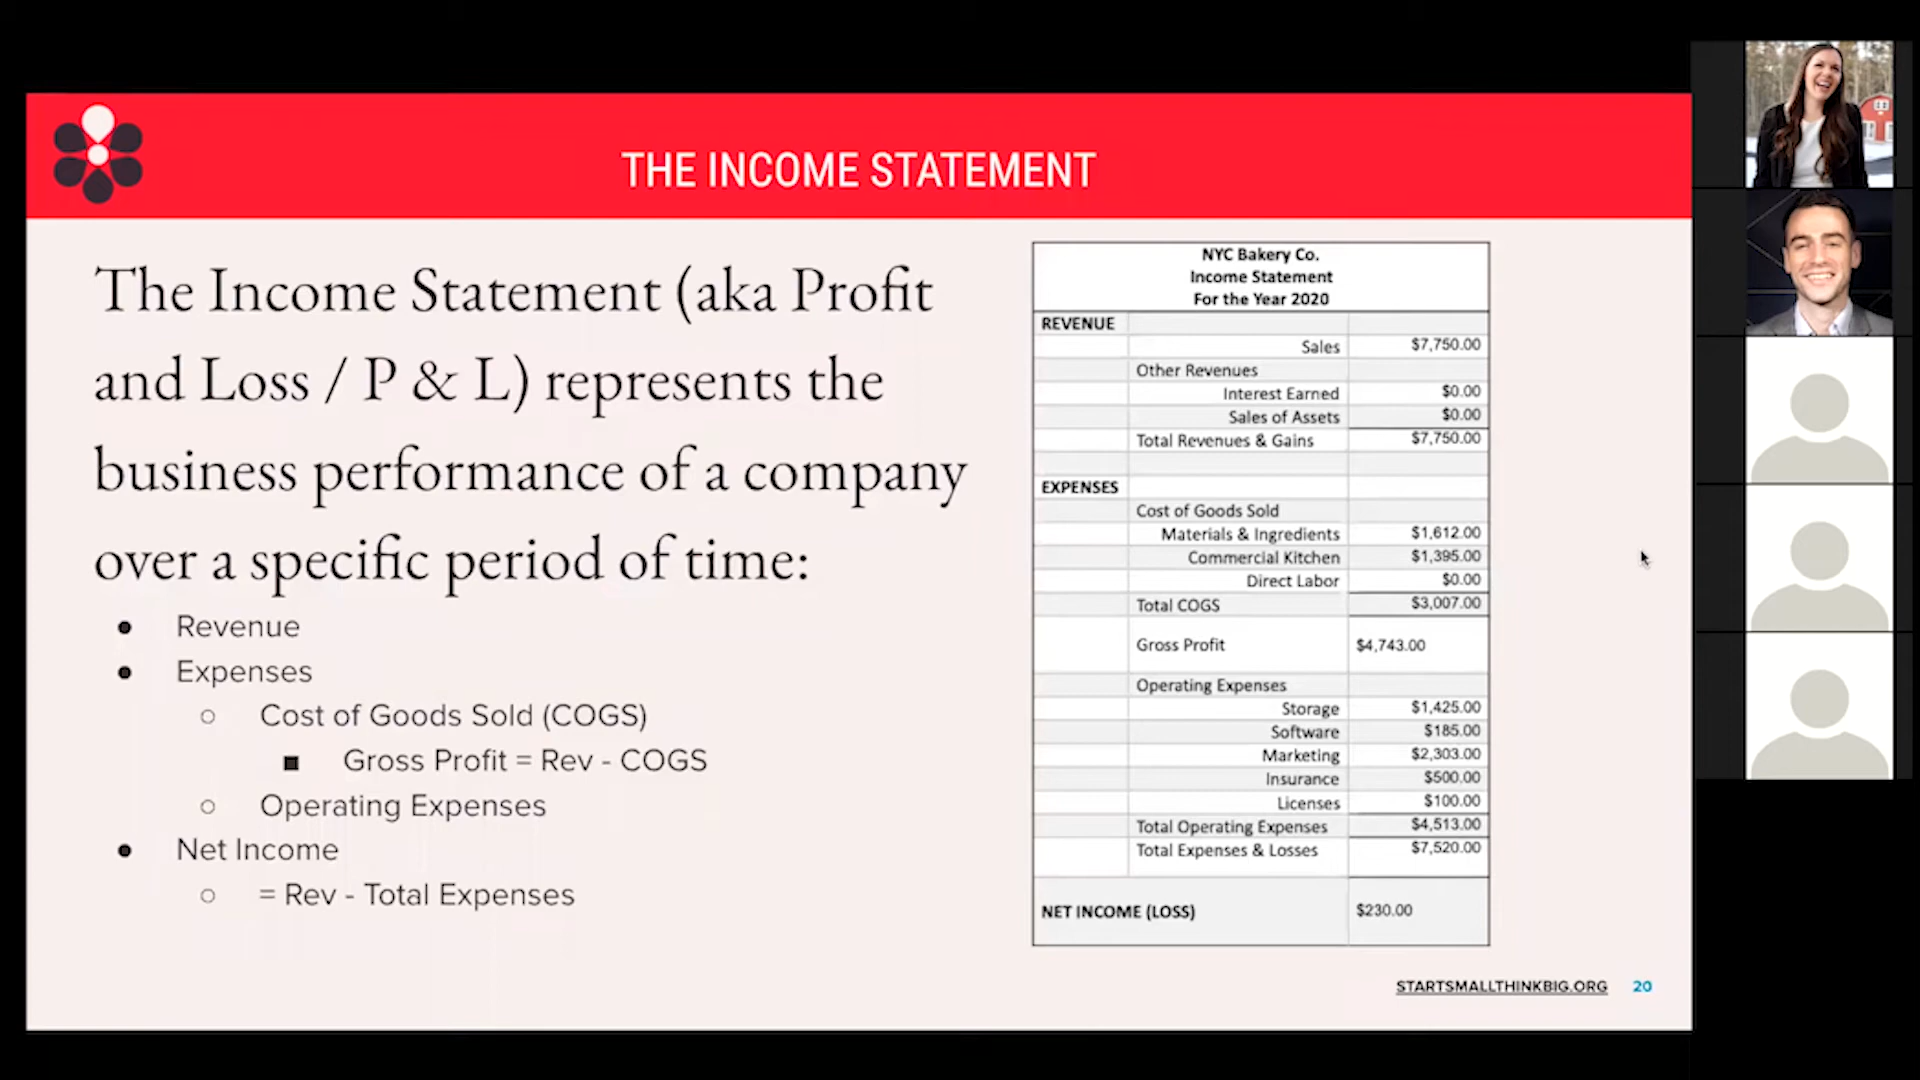 THE INCOME STATEMENT
The Income Statement (aka Profit
and Loss / P & L) represents the
business performance of a company
over a specific period of time:
● Revenue
● Expenses
○ Cost of Goods Sold (COGS)
■ Gross Profit = Rev - COGS
○ Operating Expenses
● Net Income
○ = Rev - Total Expenses
NYC Bakery Co.
Income Statement
For the Year 2020
REVENUE
Sales $7,750.00
Other Revenues
Interest Earned $0.00
Sales of Assets $0.00
Total Revenues & Gains $7,750.00
EXPENSES
Cost of Goods Sold
Materials & Ingredients $1,612.00
Commercial Kitchen $1,395.00
Direct Labor $0.00
Total COGS $3,007.00
Gross Profit $4,743.00
Operating Expenses
Storage $1,425.00
Software $185.00
Marketing $2,303.00
Insurance $500.00
Licenses $100.00
Total Operating Expenses $4,513.00
Total Expenses & Losses $7,520.00
NET INCOME (LOSS) $230.00
STARTSMALLTHINKBIG.ORG 20